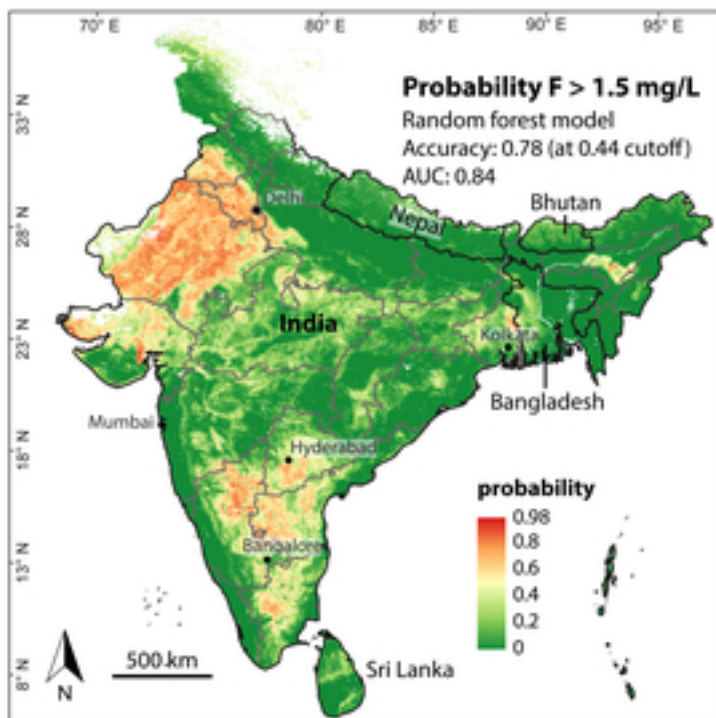 70° E 80° E 85° E 90° E 95° E
Probability F > 1.5 mg/L
Random forest model
Accuracy: 0.78 (at 0.44 cutoff)
AUC: 0.84
33° N
Delhi
Nepal
Bhutan
28° N
India
Kolkata
23° N
Bangladesh
Mumbai
18° N
Hyderabad
probability
0.98
0.8
0.6
0.4
0.2
0
Bangalore
13° N
500 km
Sri Lanka
N
8° N